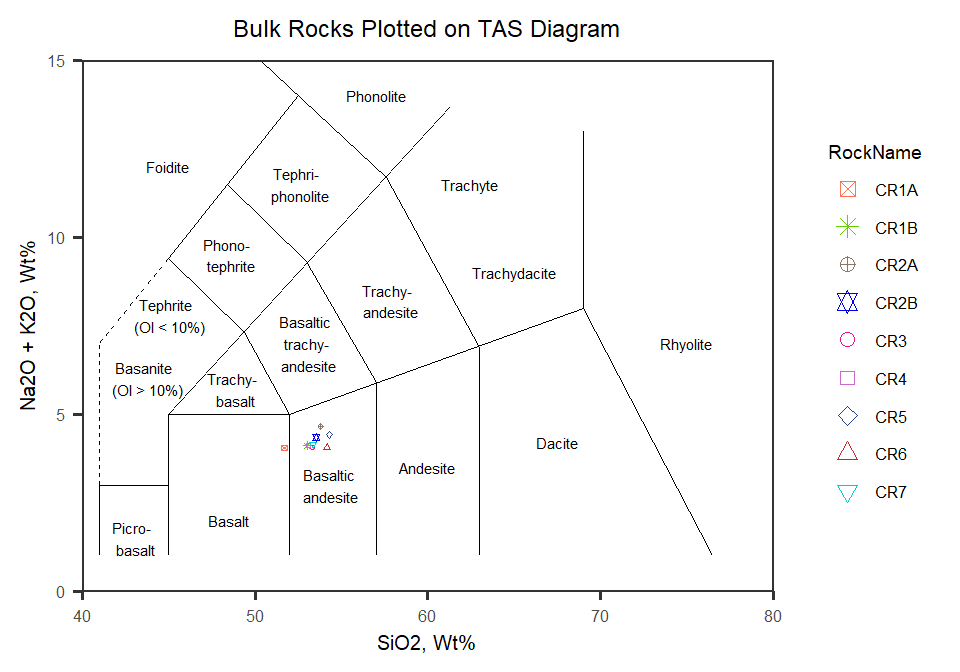 Bulk Rocks Plotted on TAS Diagram
Na2O + K2O, Wt%
15
10
5
0
40
50
60
70
80
SiO2, Wt%
Phonolite
Foidite
Tephri-
phonolite
Trachyte
Phono-
tephrite
Trachydacite
Tephrite
(Ol < 10%)
Trachy-
andesite
Basaltic
trachy-
andesite
Rhyolite
Basanite
(Ol > 10%)
Trachy-
basalt
Dacite
Andesite
Basaltic
andesite
Basalt
Picro-
basalt
RockName
CR1A
CR1B
CR2A
CR2B
CR3
CR4
CR5
CR6
CR7